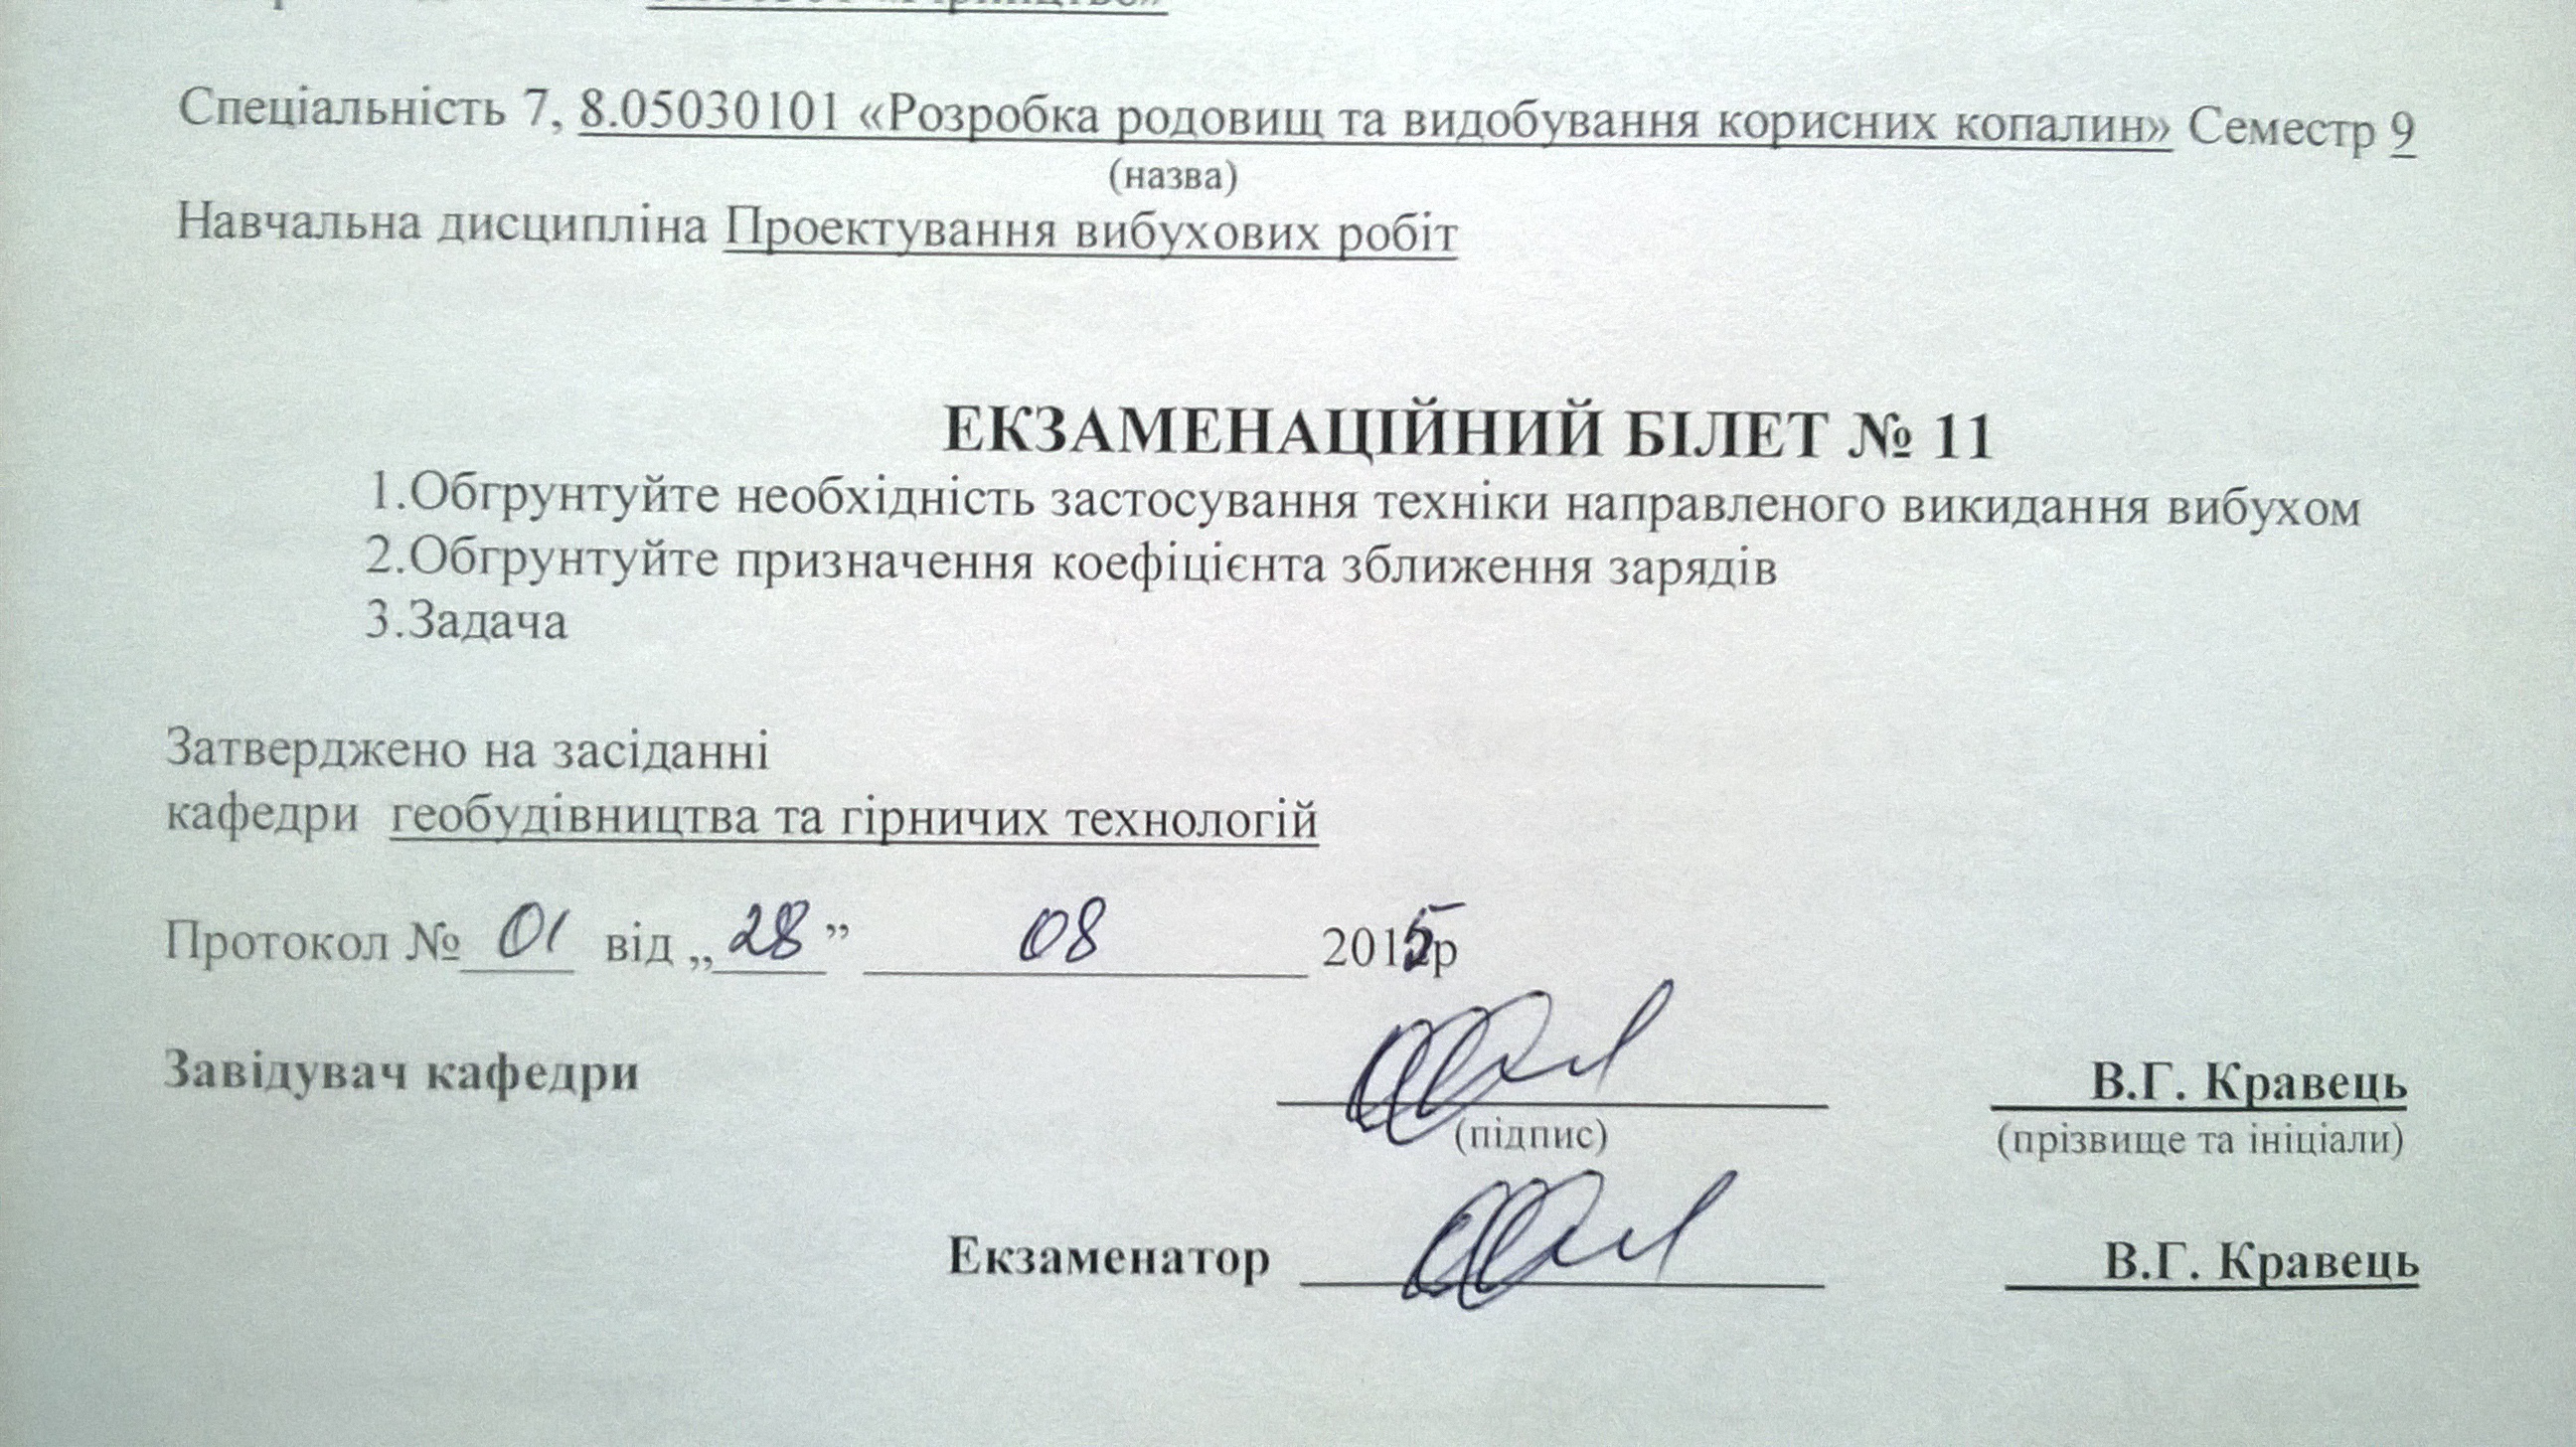 Спеціальність 7, 8.05030101 «Розробка родовищ та видобування корисних копалин» Семестр 9
(назва)
Навчальна дисципліна Проектування вибухових робіт
ЕКЗАМЕНАЦІЙНИЙ БІЛЕТ № 11
1.Обгрунтуйте необхідність застосування техніки направленого викидання вибухом
2.Обгрунтуйте призначення коефіцієнта зближення зарядів
3.Задача
Затверджено на засіданні
кафедри геобудівництва та гірничих технологій
Протокол № 01 від „28” 08 2015р
Завідувач кафедри В.Г. Кравець
(підпис) (прізвище та ініціали)
Екзаменатор В.Г. Кравець